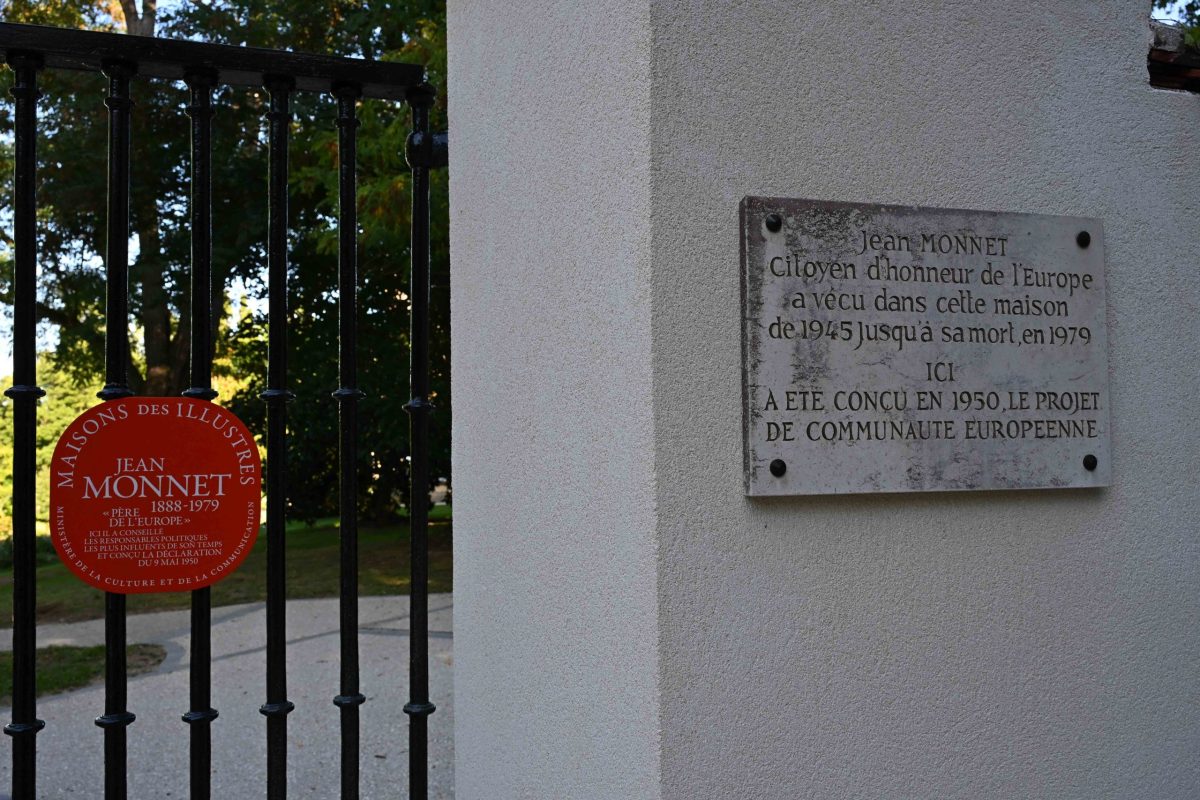 MAISONS DES ILLUSTRES
JEAN
MONNET
1888-1979
« PÈRE
DE L'EUROPE »
ICI IL A CONSEILLÉ
LES RESPONSABLES POLITIQUES
LES PLUS INFLUENTS DE SON TEMPS
ET CONÇU LA DÉCLARATION
DU 9 MAI 1950
MINISTÈRE DE LA CULTURE ET DE LA COMMUNICATION
Jean MONNET
Citoyen d'honneur de l'Europe
a vécu dans cette maison
de 1945 Jusqu'à sa mort, en 1979
ICI
A ETE CONÇU EN 1950, LE PROJET
DE COMMUNAUTE EUROPEENNE